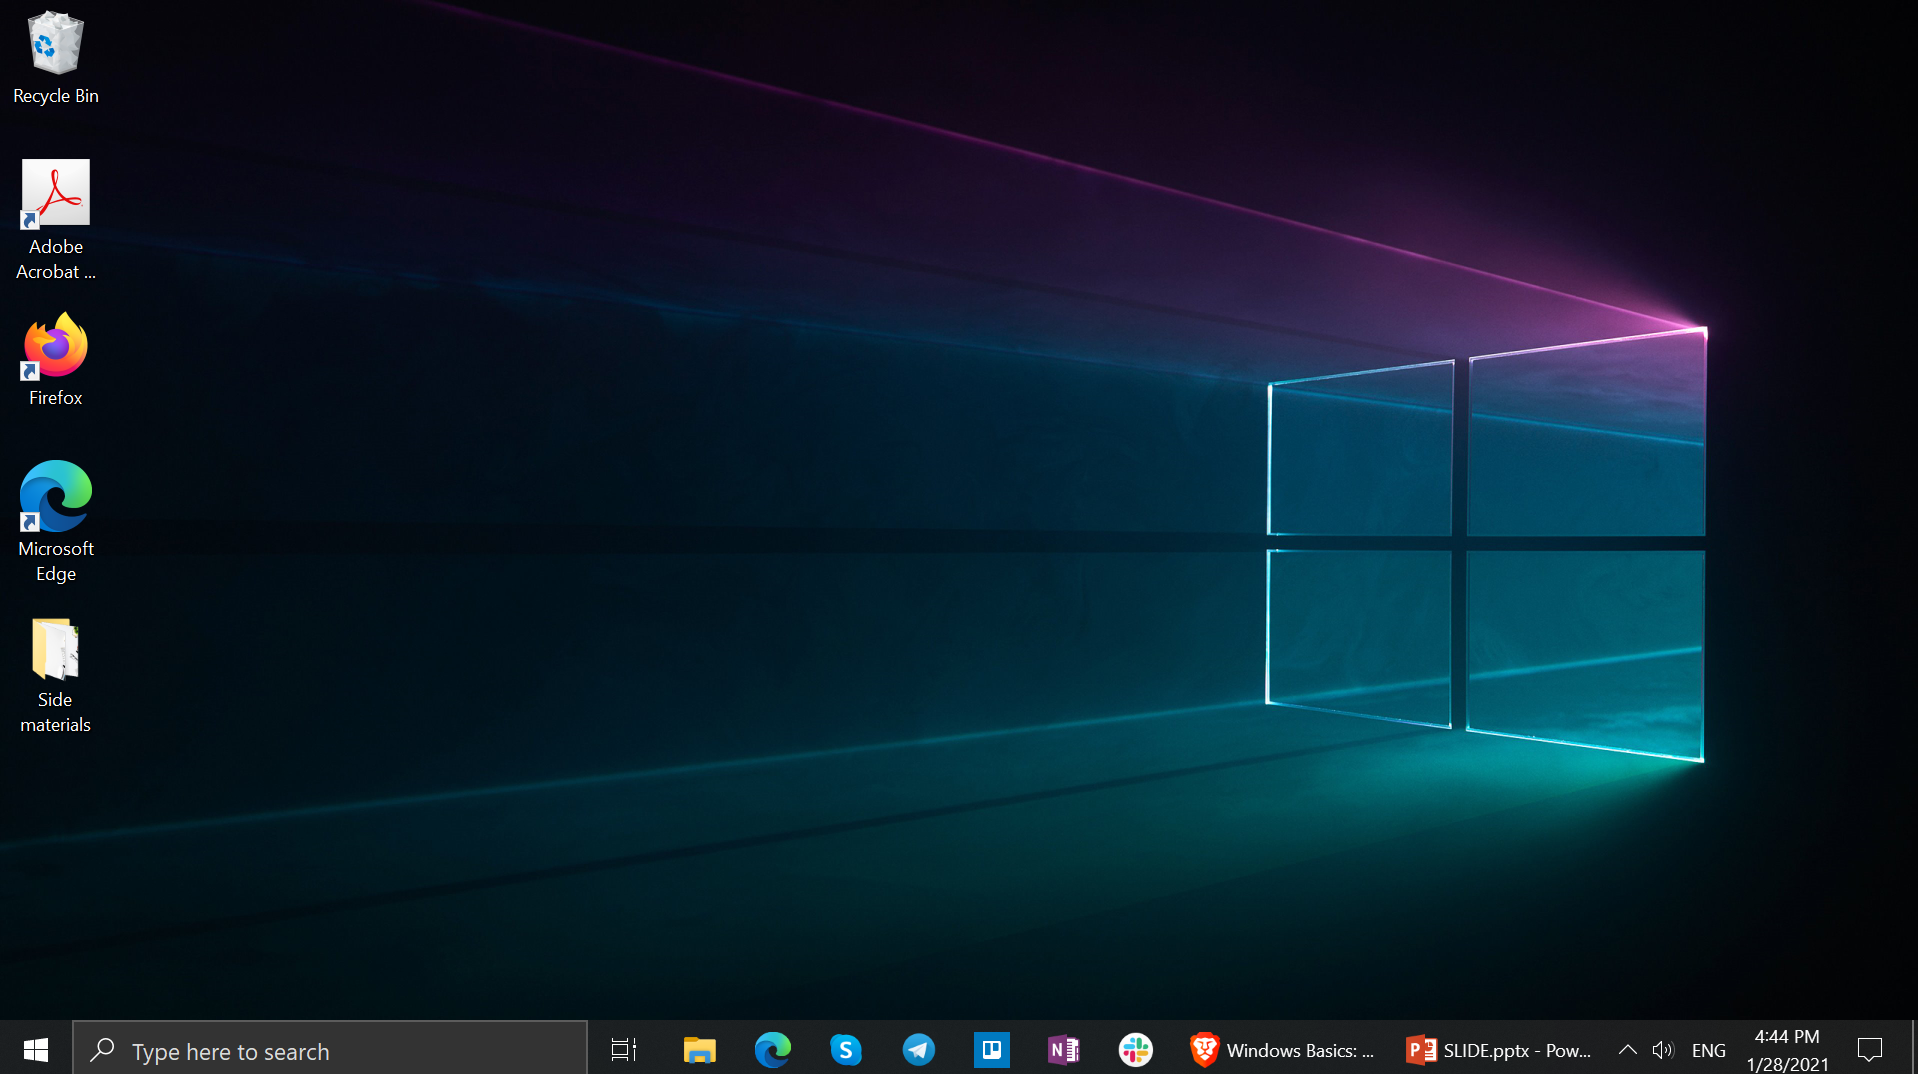 Recycle Bin
Adobe
Acrobat ...
Firefox
Microsoft
Edge
Side
materials
Type here to search
Windows Basics: ...
SLIDE.pptx - Pow...
ENG
4:44 PM
1/28/2021